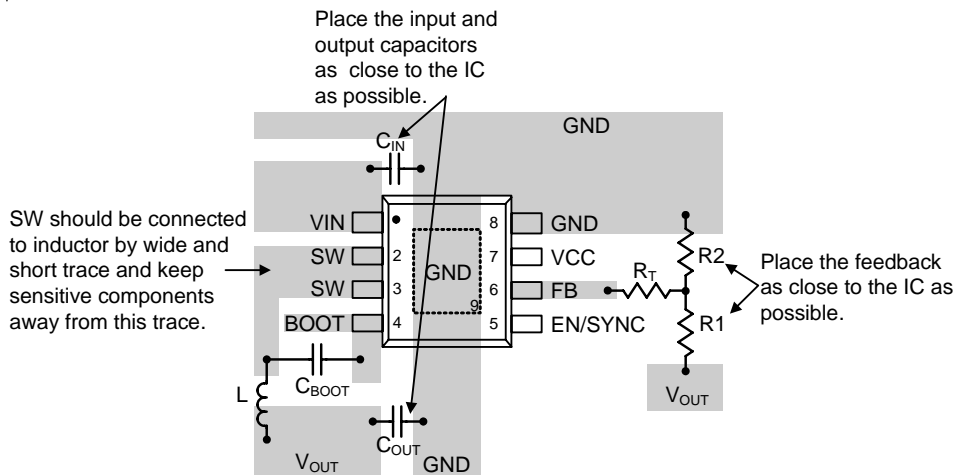 Place the input and
output capacitors
as close to the IC
as possible.
GND
CIN
SW should be connected
to inductor by wide and
short trace and keep
sensitive components
away from this trace.
VIN
SW
SW
BOOT
2
3
4
GND
9
8
7
6
5
GND
VCC
FB
EN/SYNC
RT
R2
R1
Place the feedback
as close to the IC as
possible.
L
CBOOT
COUT
VOUT
GND
VOUT